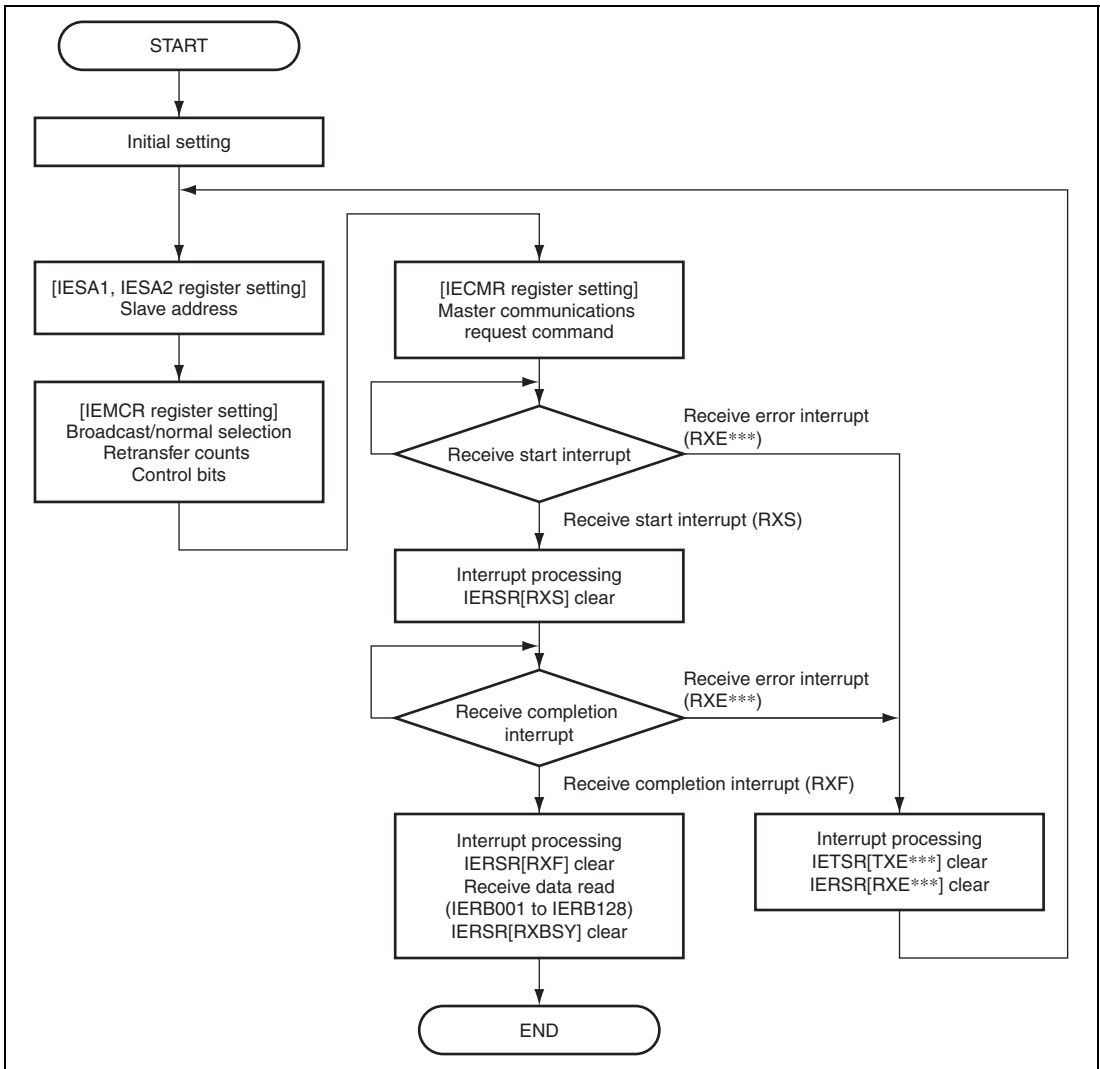 START
Initial setting
[IESA1, IESA2 register setting]
Slave address
[IEMCR register setting]
Broadcast/normal selection
Retransfer counts
Control bits
[IECMR register setting]
Master communications
request command
Receive start interrupt
Receive error interrupt
(RXE***)
Receive start interrupt (RXS)
Interrupt processing
IERSR[RXS] clear
Receive completion
interrupt
Receive error interrupt
(RXE***)
Receive completion interrupt (RXF)
Interrupt processing
IERSR[RXF] clear
Receive data read
(IERB001 to IERB128)
IERSR[RXBSY] clear
Interrupt processing
IETSR[TXE***] clear
IERSR[RXE***] clear
END